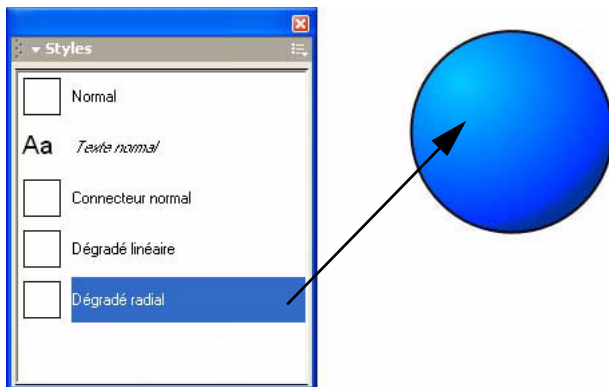 Styles
Normal
Aa Texte normal
Connecteur normal
Dégradé linéaire
Dégradé radial